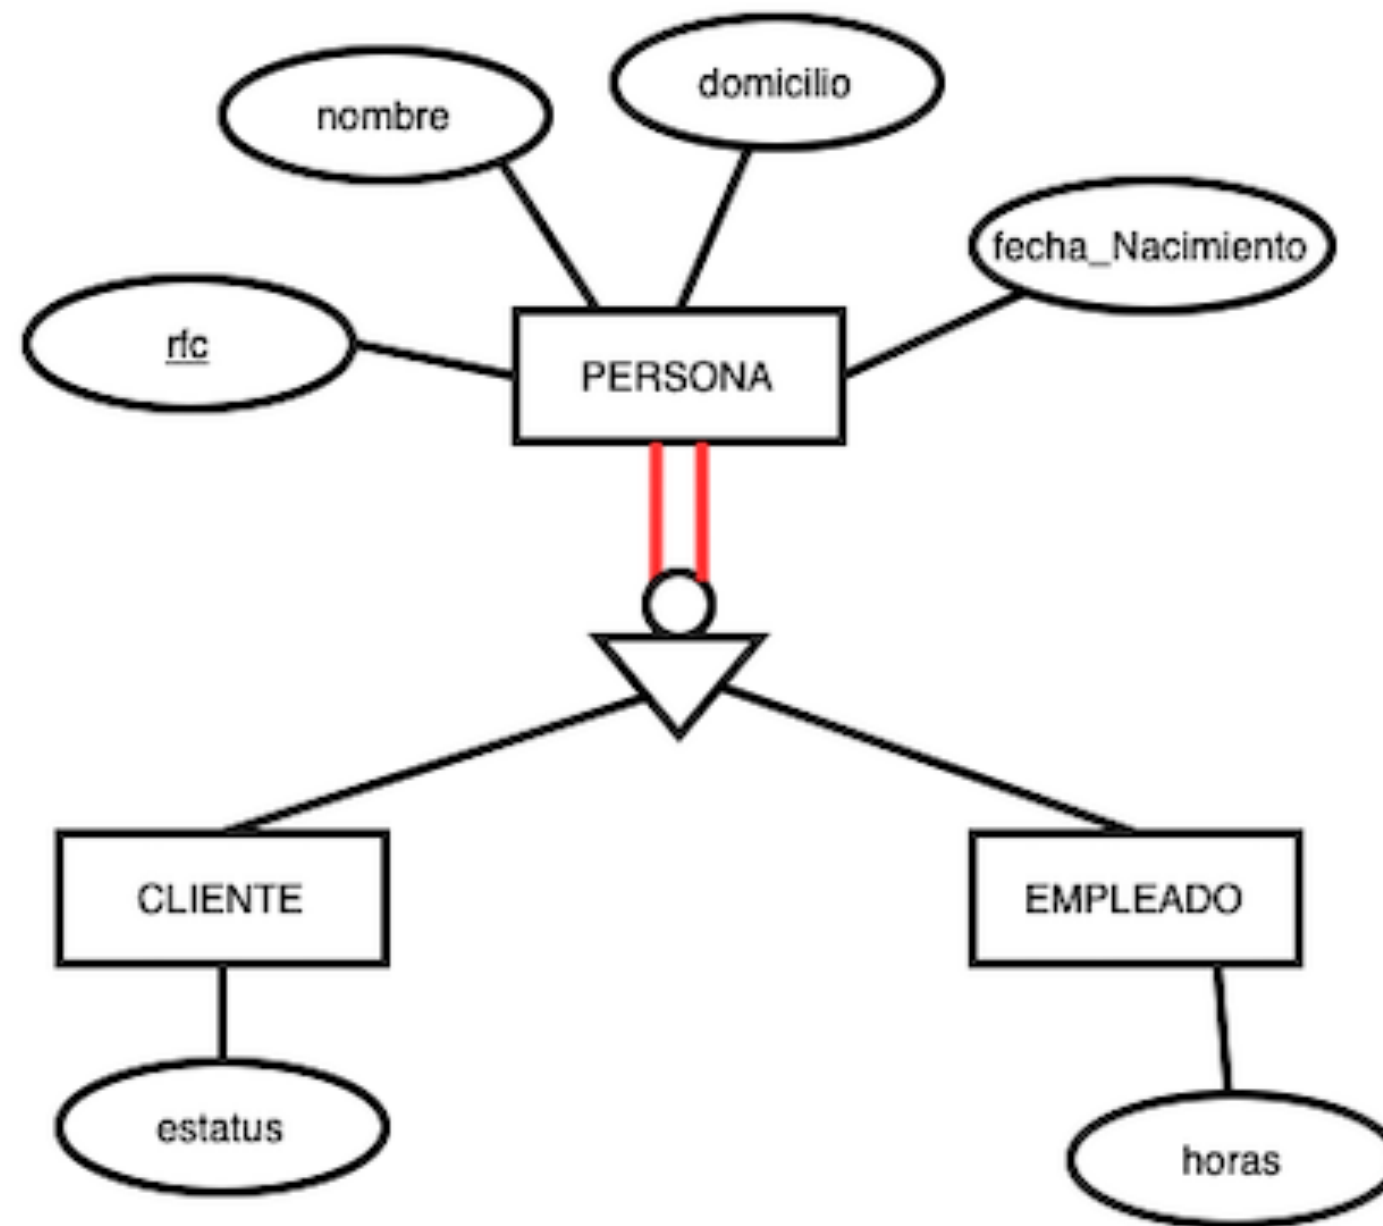 domicilio
nombre
fecha_Nacimiento
rfc
PERSONA
CLIENTE
EMPLEADO
estatus
horas